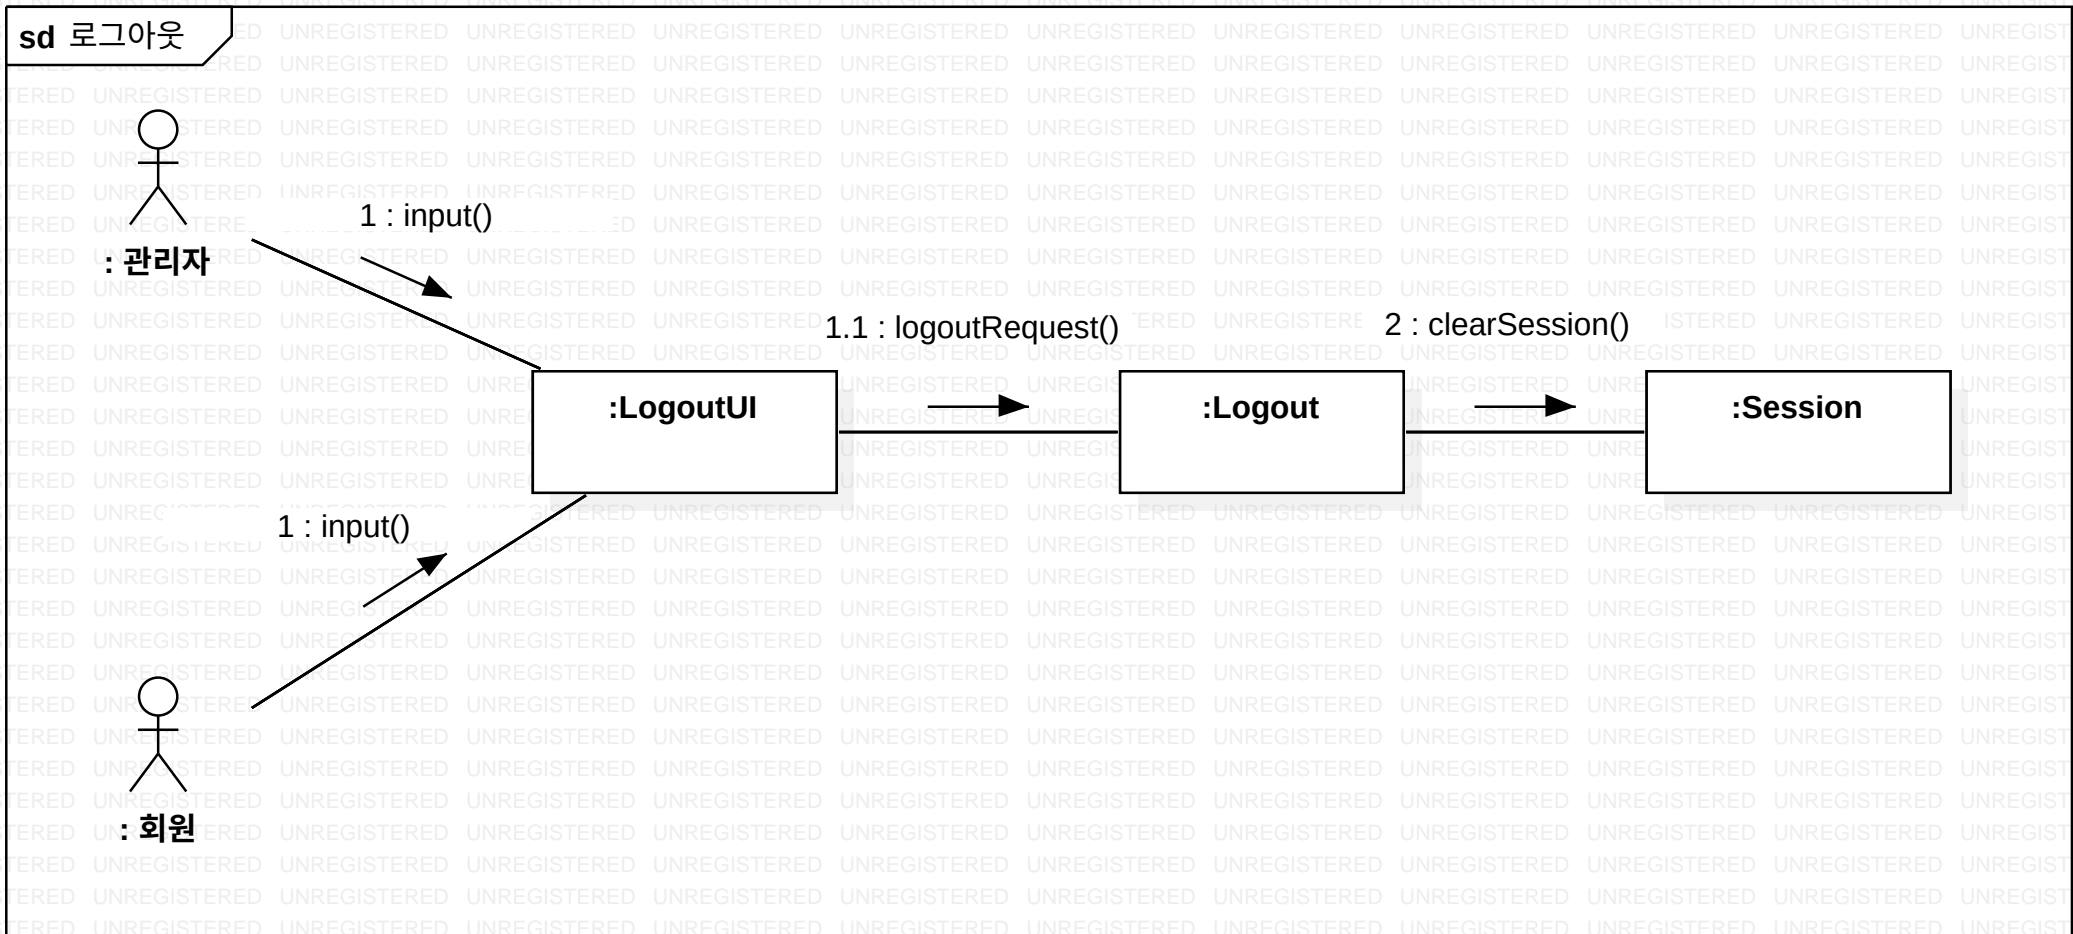 sd 로그아웃
: 관리자
1 : input()
1.1 : logoutRequest()
2 : clearSession()
:LogoutUI
:Logout
:Session
1 : input()
: 회원
UNREGISTERED